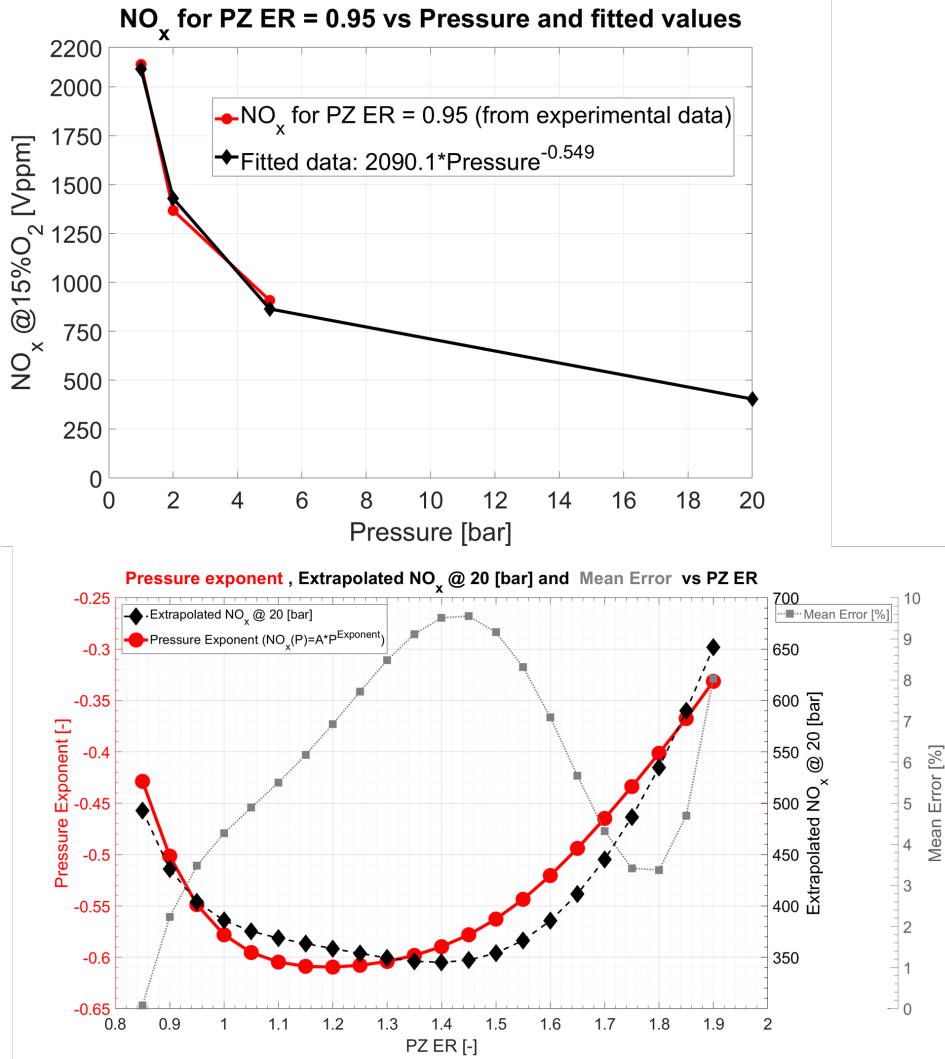 NOx for PZ ER = 0.95 vs Pressure and fitted values
2200
2000
1750
1500
1250
1000
750
500
250
0
NOx @15%O2 [Vppm]
NOx for PZ ER = 0.95 (from experimental data)
Fitted data: 2090.1*Pressure^-0.549
0 2 4 6 8 10 12 14 16 18 20
Pressure [bar]
Pressure exponent , Extrapolated NOx @ 20 [bar] and Mean Error vs PZ ER
-0.25
-0.3
-0.35
-0.4
-0.45
-0.5
-0.55
-0.6
-0.65
Pressure Exponent [-]
Extrapolated NOx @ 20 [bar]
Pressure Exponent (NOx(P)=A*P^Exponent)
Mean Error [%]
700
650
600
550
500
450
400
350
Extrapolated NOx @ 20 [bar]
10
9
8
7
6
5
4
3
2
1
0
Mean Error [%]
0.8 0.9 1 1.1 1.2 1.3 1.4 1.5 1.6 1.7 1.8 1.9 2
PZ ER [-]